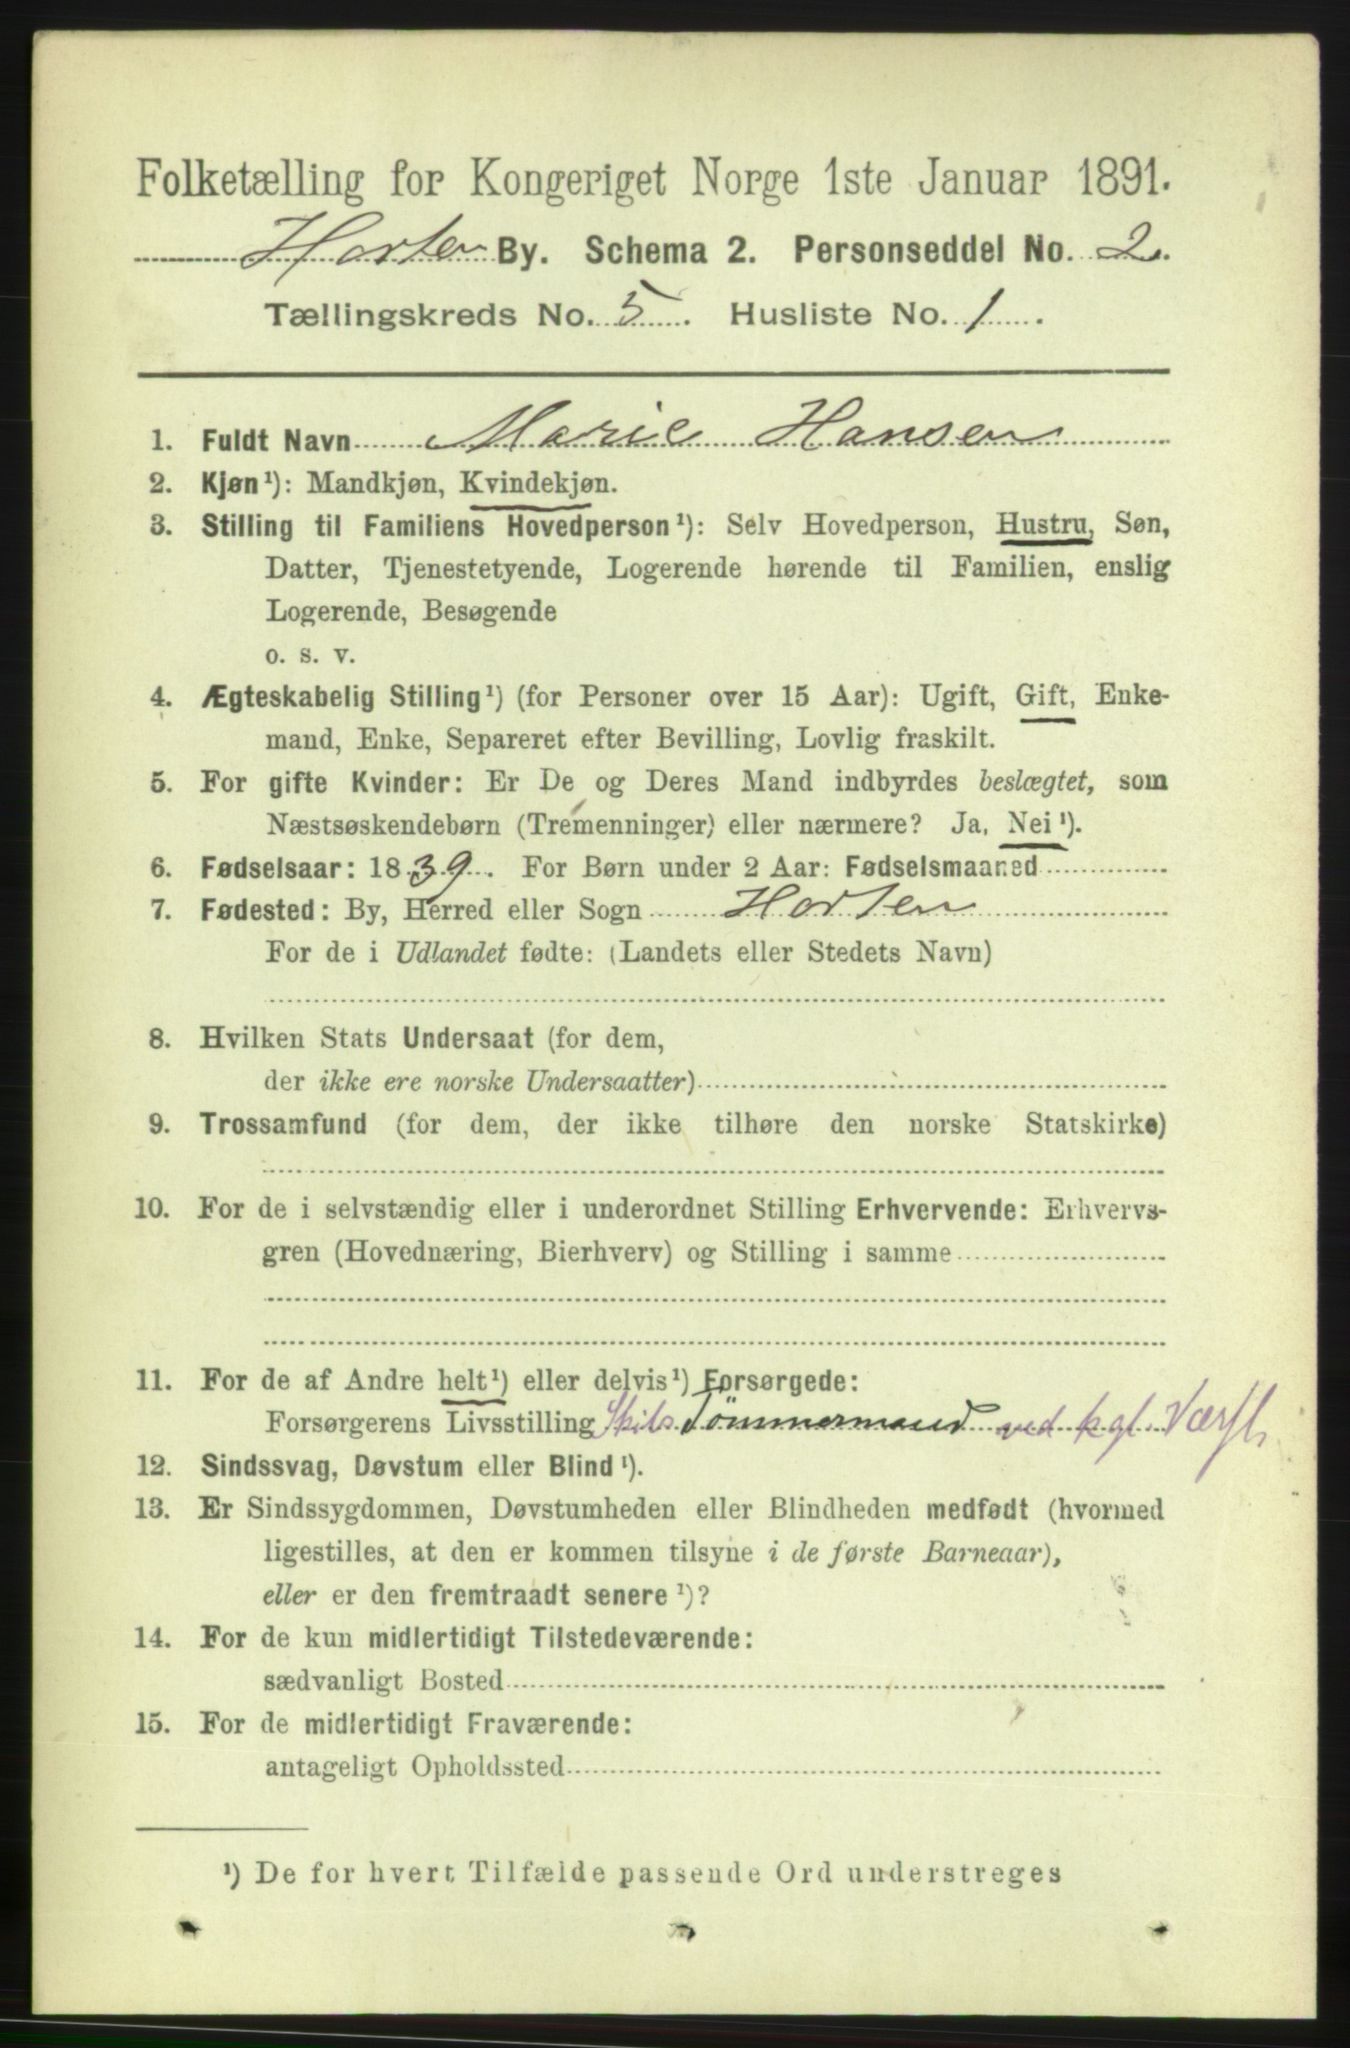 Folketælling for Kongeriget Norge 1ste Januar 1891.
Horten By. Schema 2. Personseddel No. 2.
Tællingskreds No. 5. Husliste No. 1.
1. Fuldt Navn Marie Hansen
2. Kjøn¹): Mandkjøn, Kvindekjøn.
3. Stilling til Familiens Hovedperson¹): Selv Hovedperson, Hustru, Søn,
Datter, Tjenestetyende, Logerende hørende til Familien, enslig
Logerende, Besøgende
o. s. v.
4. Ægteskabelig Stilling¹) (for Personer over 15 Aar): Ugift, Gift, Enke-
mand, Enke, Separeret efter Bevilling, Lovlig fraskilt.
5. For gifte Kvinder: Er De og Deres Mand indbyrdes beslægtet, som
Næstsøskendebørn (Tremenninger) eller nærmere? Ja, Nei¹).
6. Fødselsaar: 1839. For Børn under 2 Aar: Fødselsmaaned
7. Fødested: By, Herred eller Sogn Horten
For de i Udlandet fødte: (Landets eller Stedets Navn)
8. Hvilken Stats Undersaat (for dem,
der ikke ere norske Undersaatter)
9. Trossamfund (for dem, der ikke tilhøre den norske Statskirke)
10. For de i selvstændig eller i underordnet Stilling Erhvervende: Erhvervs-
gren (Hovednæring, Bierhverv) og Stilling i samme
11. For de af Andre helt¹) eller delvis¹) Forsørgede:
Forsørgerens Livsstilling Skibs Tömmermand ved kgl. Værft
12. Sindssvag, Døvstum eller Blind¹).
13. Er Sindssygdommen, Døvstumheden eller Blindheden medfødt (hvormed
ligestilles, at den er kommen tilsyne i de første Barneaar),
eller er den fremtraadt senere¹)?
14. For de kun midlertidigt Tilstedeværende:
sædvanligt Bosted
15. For de midlertidigt Fraværende:
antageligt Opholdssted
¹) De for hvert Tilfælde passende Ord understreges